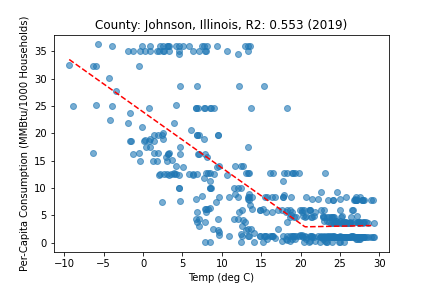 County: Johnson, Illinois, R2: 0.553 (2019)
Per-Capita Consumption (MMBtu/1000 Households)
35
30
25
20
15
10
5
0
−10 −5 0 5 10 15 20 25 30
Temp (deg C)